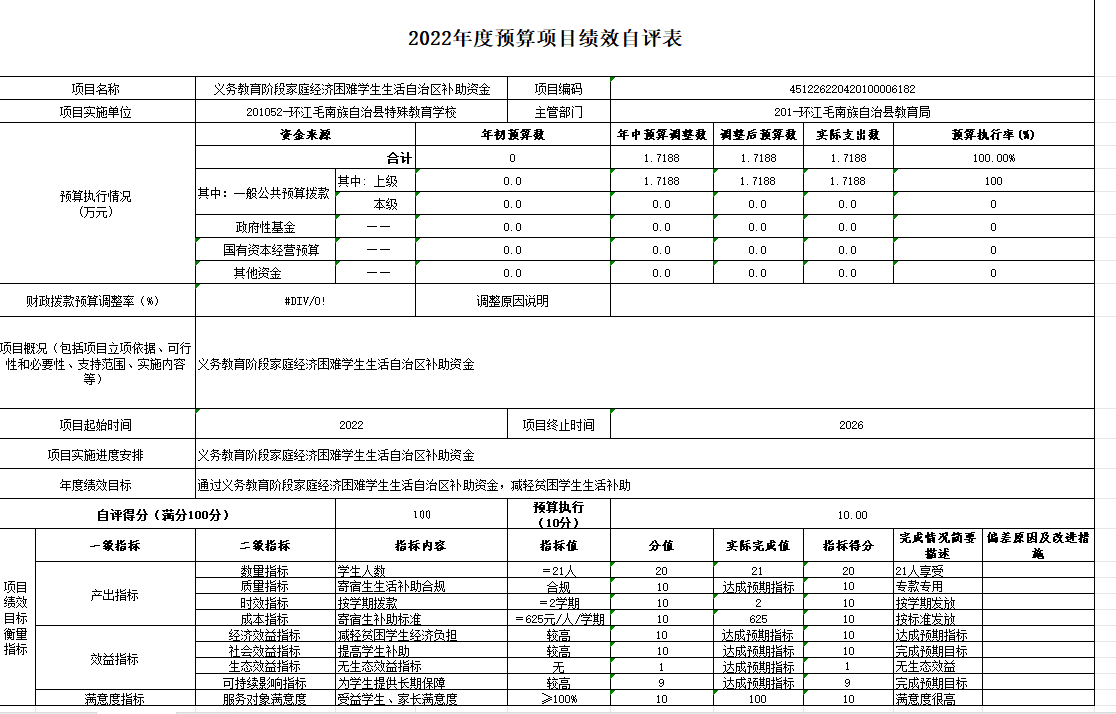 2022年度预算项目绩效自评表
项目名称 义务教育阶段家庭经济困难学生生活自治区补助资金 项目编码 451226220420100006182
项目实施单位 201052-环江毛南族自治县特殊教育学校 主管部门 201-环江毛南族自治县教育局
预算执行情况
(万元)
资金来源 年初预算数 年中预算调整数 调整后预算数 实际支出数 预算执行率(%)
合计 0 1.7188 1.7188 1.7188 100.00%
其中: 一般公共预算拨款 其中: 上级 0.0 1.7188 1.7188 1.7188 100
本级 0.0 0.0 0.0 0.0 0
政府性基金 —— 0.0 0.0 0.0 0.0 0
国有资本经营预算 —— 0.0 0.0 0.0 0.0 0
其他资金 —— 0.0 0.0 0.0 0.0 0
财政拨款预算调整率（%） #DIV/0! 调整原因说明
项目概况（包括项目立项依据、可行
性和必要性、支持范围、实施内容
等）
义务教育阶段家庭经济困难学生生活自治区补助资金
项目起始时间 2022 项目终止时间 2026
项目实施进度安排 义务教育阶段家庭经济困难学生生活自治区补助资金
年度绩效目标 通过义务教育阶段家庭经济困难学生生活自治区补助资金，减轻贫困学生生活补助
自评得分（满分100分） 100 预算执行
（10分） 10.00
项目
绩效
目标
衡量
指标
一级指标 二级指标 指标内容 指标值 分值 实际完成值 指标得分 完成情况简要
描述 偏差原因及改进措
施
产出指标
数量指标 学生人数 ＝21人 20 21 20 21人享受
质量指标 寄宿生生活补助合规 合规 10 达成预期指标 10 专款专用
时效指标 按学期拨款 ＝2学期 10 2 10 按学期发放
成本指标 寄宿生补助标准 ＝625元/人/学期 10 625 10 按标准发放
效益指标
经济效益指标 减轻贫困学生经济负担 较高 10 达成预期指标 10 达成预期指标
社会效益指标 提高学生补助 较高 10 达成预期指标 10 完成预期目标
生态效益指标 无生态效益指标 无 1 达成预期指标 1 无生态效益
可持续影响指标 为学生提供长期保障 较高 9 达成预期指标 9 完成预期目标
满意度指标 服务对象满意度 受益学生、家长满意度 ≥100% 10 100 10 满意度很高